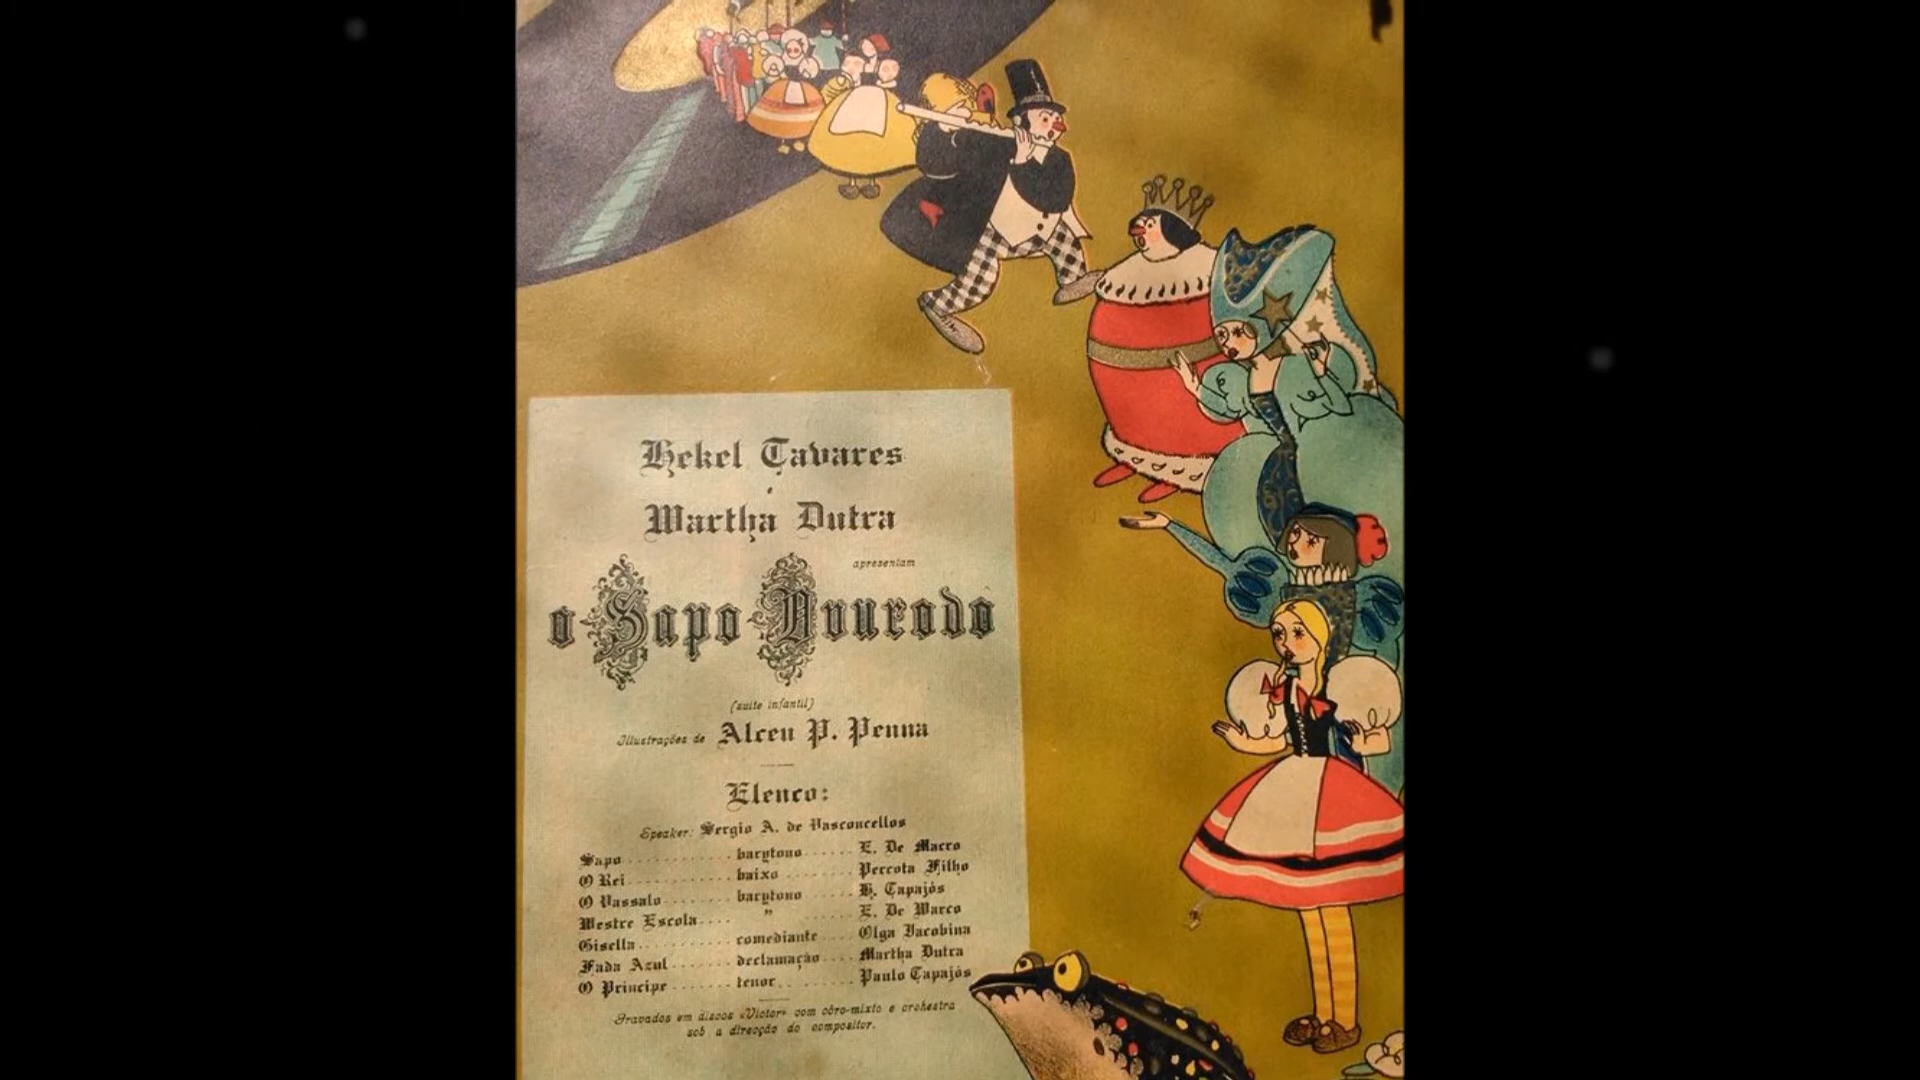 Hekel Tavares
e
Martha Dutra
apresentam
o Sapo Dourado
(suite infantil)
Illustrações de Alceu P. Penna
Elenco:
Speaker: Sergio A. de Vasconcellos
Sapo .......... barytono ...... E. De Marco
O Rei .......... baixo ....... Percota Filho
O Vassalo ....... barytono ...... H. Tapajós
Mestre Escola .... " ...... E. De Marco
Gisella .......... comediante .... Olga Jacobina
Fada Azul ....... declamação .... Martha Dutra
O Principe ....... tenor ....... Paulo Tapajós
Gravados em discos «Victor» com côro-mixto e orchestra
sob a direcção do compositor.